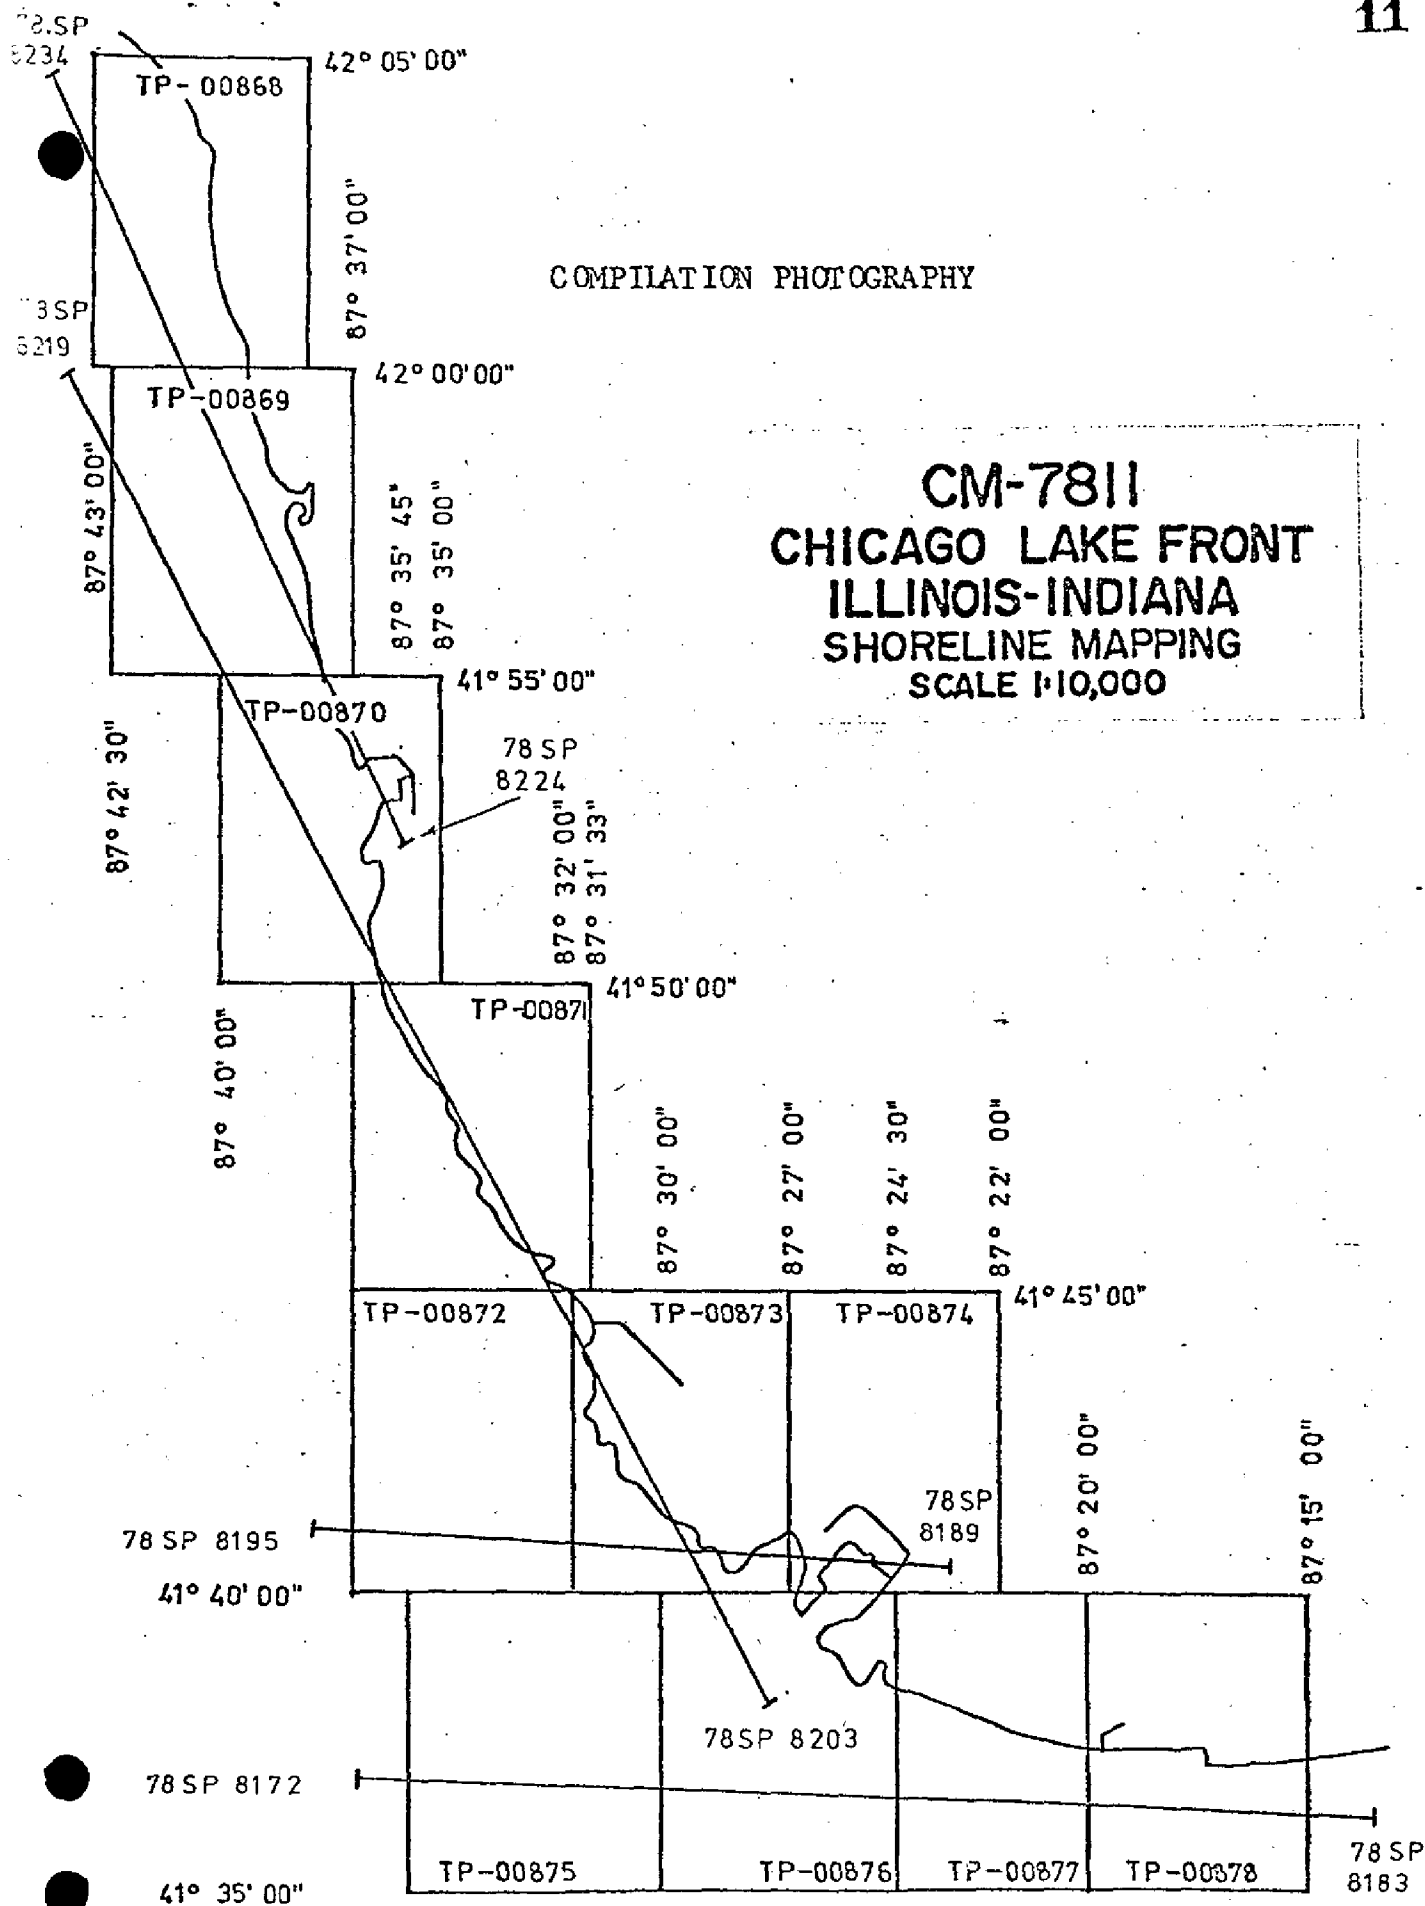 11
78.SP
8234
42° 05' 00"
TP-00868
87° 37' 00"
COMPILATION PHOTOGRAPHY
SP
8219
42° 00' 00"
TP-00869
87° 43' 00"
87° 35' 45"
87° 35' 00"
CM-7811
CHICAGO LAKE FRONT
ILLINOIS-INDIANA
SHORELINE MAPPING
SCALE 1:10,000
41° 55' 00"
TP-00870
87° 42' 30"
78 SP
8224
87° 32' 00"
87° 31' 33"
41° 50' 00"
TP-00871
87° 40' 00"
87° 30' 00"
87° 27' 00"
87° 24' 30"
87° 22' 00"
41° 45' 00"
TP-00872
TP-00873
TP-00874
87° 20' 00"
87° 15' 00"
78 SP
8189
78 SP 8195
41° 40' 00"
78SP 8203
78SP 8172
78 SP
8183
TP-00875
TP-00876
TP-00877
TP-00878
41° 35' 00"